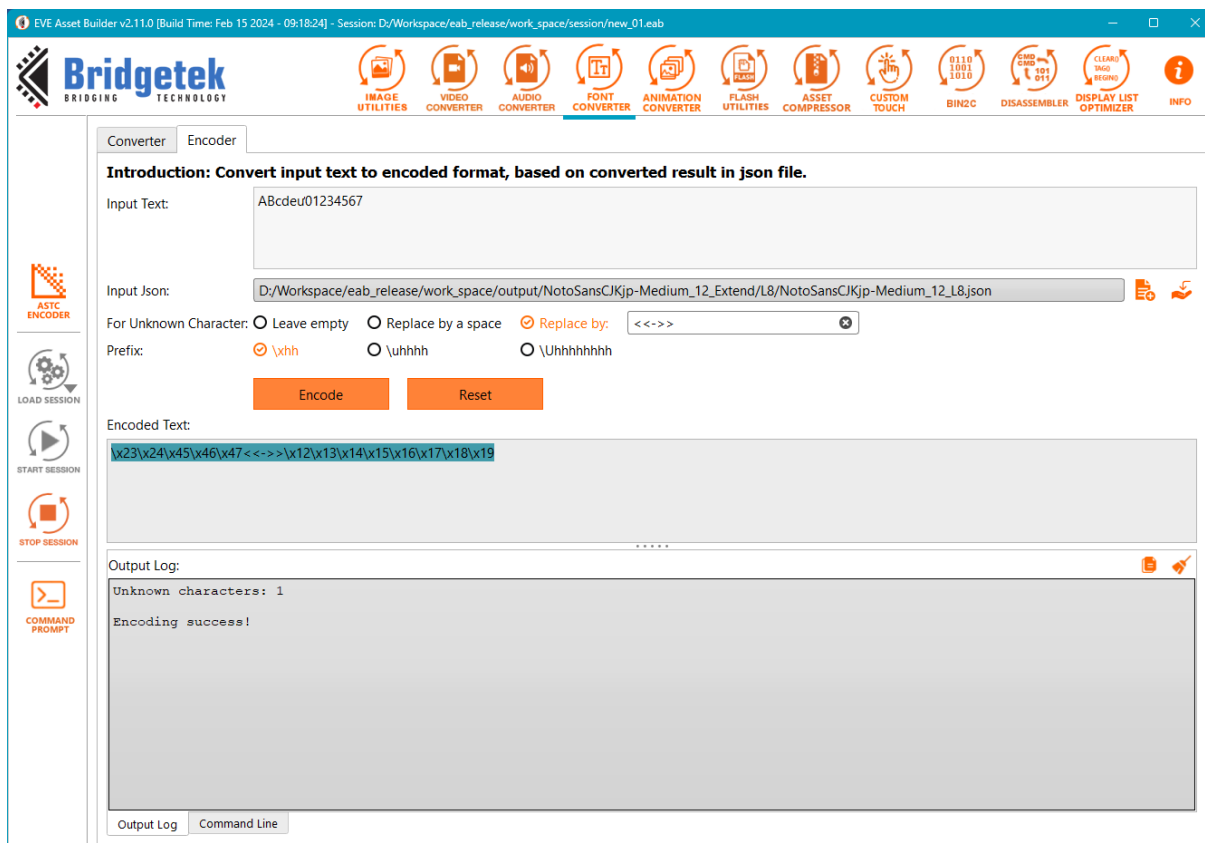 EVE Asset Builder v2.11.0 [Build Time: Feb 15 2024 - 09:18:24] - Session: D:/Workspace/eab_release/work_space/session/new_01.eab
Bridgetek
BRIDGING TECHNOLOGY
IMAGE UTILITIES
VIDEO CONVERTER
AUDIO CONVERTER
FONT CONVERTER
ANIMATION CONVERTER
FLASH UTILITIES
ASSET COMPRESSOR
CUSTOM TOUCH
BIN2C
DISASSEMBLER
DISPLAY LIST OPTIMIZER
INFO
Converter Encoder
Introduction: Convert input text to encoded format, based on converted result in json file.
Input Text: ABcdeư01234567
Input Json: D:/Workspace/eab_release/work_space/output/NotoSansCJKjp-Medium_12_Extend/L8/NotoSansCJKjp-Medium_12_L8.json
For Unknown Character: Leave empty Replace by a space Replace by: <<->>
Prefix: \xhh \uhhhh \Uhhhhhhhh
Encode Reset
Encoded Text:
\x23\x24\x45\x46\x47<<->>\x12\x13\x14\x15\x16\x17\x18\x19
ASTC ENCODER
LOAD SESSION
START SESSION
STOP SESSION
COMMAND PROMPT
Output Log:
Unknown characters: 1
Encoding success!
Output Log Command Line